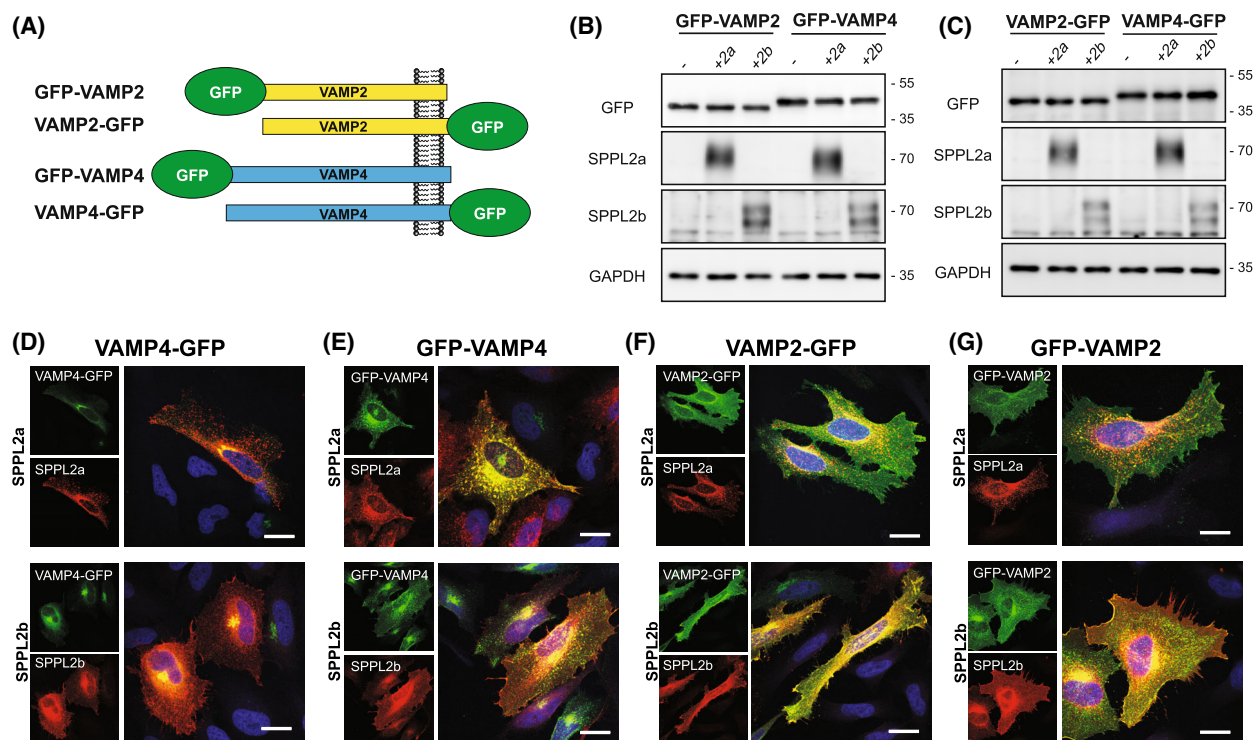 (A)
GFP-VAMP2
GFP
VAMP2
VAMP2-GFP
VAMP2
GFP
GFP-VAMP4
GFP
VAMP4
VAMP4-GFP
VAMP4
GFP
(B)
GFP-VAMP2 GFP-VAMP4
- +2a +2b - +2a +2b
GFP
- 55
- 35
SPPL2a
- 70
SPPL2b
- 70
GAPDH
- 35
(C)
VAMP2-GFP VAMP4-GFP
- +2a +2b - +2a +2b
GFP
- 55
- 35
SPPL2a
- 70
SPPL2b
- 70
GAPDH
- 35
(D)
VAMP4-GFP
SPPL2a
VAMP4-GFP
SPPL2a
SPPL2b
VAMP4-GFP
SPPL2b
(E)
GFP-VAMP4
SPPL2a
GFP-VAMP4
SPPL2a
SPPL2b
GFP-VAMP4
SPPL2b
(F)
VAMP2-GFP
SPPL2a
VAMP2-GFP
SPPL2a
SPPL2b
VAMP2-GFP
SPPL2b
(G)
GFP-VAMP2
SPPL2a
GFP-VAMP2
SPPL2a
SPPL2b
GFP-VAMP2
SPPL2b